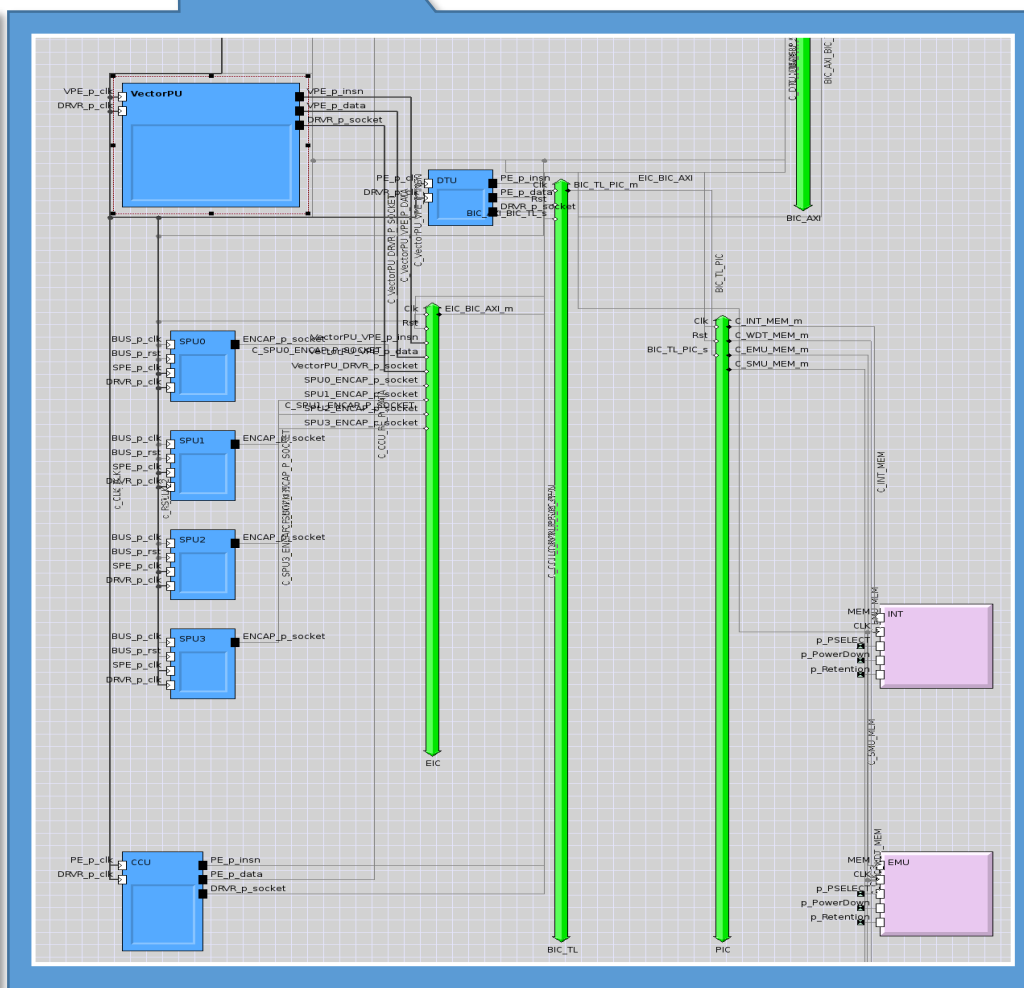 BIC_AXI_BIC_
VectorPU
VPE_p_clk
DRVR_p_clk
VPE_p_insn
VPE_p_data
DRVR_p_socket
BIC_AXI
DTU
PE_p_insn
PE_p_data
DRVR_p_socket
Clk
Rst
BIC_TL_PIC_m
EIC_BIC_AXI
C_VectorPU_DRVR_p_SOCKET
BIC_TL_PIC
Clk
Rst
EIC_BIC_AXI_m
VectorPU_VPE_p_insn
VectorPU_DRVR_p_socket
SPU0_ENCAP_p_socket
SPU1_ENCAP_p_socket
SPU3_ENCAP_p_socket
C_SPU0_ENCAP_P_SOCKET
C_SPU1_ENCAP_P_SOCKET
Clk
Rst
BIC_TL_PIC_s
C_INT_MEM_m
C_WDT_MEM_m
C_EMU_MEM_m
C_SMU_MEM_m
SPU0
BUS_p_clk
BUS_p_rst
SPE_p_clk
DRVR_p_clk
ENCAP_p_socket
SPU1
BUS_p_clk
BUS_p_rst
SPE_p_clk
DRVR_p_clk
ENCAP_p_socket
C_INT_MEM
SPU2
BUS_p_clk
BUS_p_rst
SPE_p_clk
DRVR_p_clk
ENCAP_p_socket
SPU3
BUS_p_clk
BUS_p_rst
SPE_p_clk
DRVR_p_clk
ENCAP_p_socket
INT
MEM
CLK
p_PSELECT
p_PowerDown
p_Retention
C_SMU_MEM
EIC
CCU
PE_p_clk
DRVR_p_clk
PE_p_insn
PE_p_data
DRVR_p_socket
EMU
MEM
CLK
p_PSELECT
p_PowerDown
p_Retention
BIC_TL
PIC